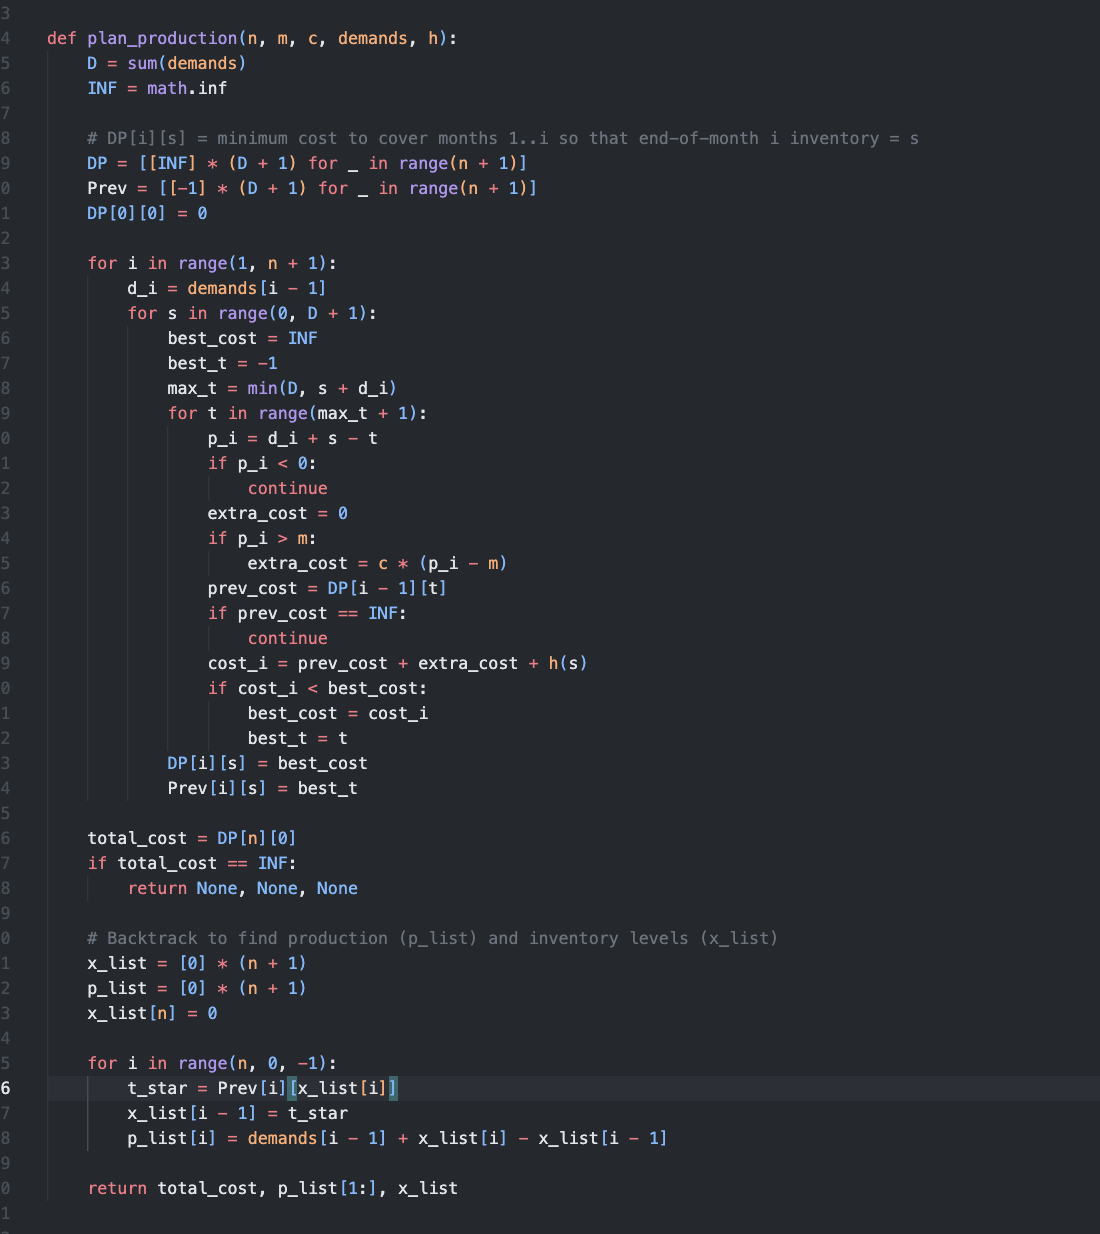 3
4 def plan_production(n, m, c, demands, h):
5     D = sum(demands)
6     INF = math.inf
7
8     # DP[i][s] = minimum cost to cover months 1..i so that end-of-month i inventory = s
9     DP = [[INF] * (D + 1) for _ in range(n + 1)]
0     Prev = [[-1] * (D + 1) for _ in range(n + 1)]
1     DP[0][0] = 0
2
3     for i in range(1, n + 1):
4         d_i = demands[i - 1]
5         for s in range(0, D + 1):
6             best_cost = INF
7             best_t = -1
8             max_t = min(D, s + d_i)
9             for t in range(max_t + 1):
0                 p_i = d_i + s - t
1                 if p_i < 0:
2                     continue
3                 extra_cost = 0
4                 if p_i > m:
5                     extra_cost = c * (p_i - m)
6                 prev_cost = DP[i - 1][t]
7                 if prev_cost == INF:
8                     continue
9                 cost_i = prev_cost + extra_cost + h(s)
0                 if cost_i < best_cost:
1                     best_cost = cost_i
2                     best_t = t
3             DP[i][s] = best_cost
4             Prev[i][s] = best_t
5
6     total_cost = DP[n][0]
7     if total_cost == INF:
8         return None, None, None
9
0     # Backtrack to find production (p_list) and inventory levels (x_list)
1     x_list = [0] * (n + 1)
2     p_list = [0] * (n + 1)
3     x_list[n] = 0
4
5     for i in range(n, 0, -1):
6         t_star = Prev[i][x_list[i]]
7         x_list[i - 1] = t_star
8         p_list[i] = demands[i - 1] + x_list[i] - x_list[i - 1]
9
0     return total_cost, p_list[1:], x_list
1